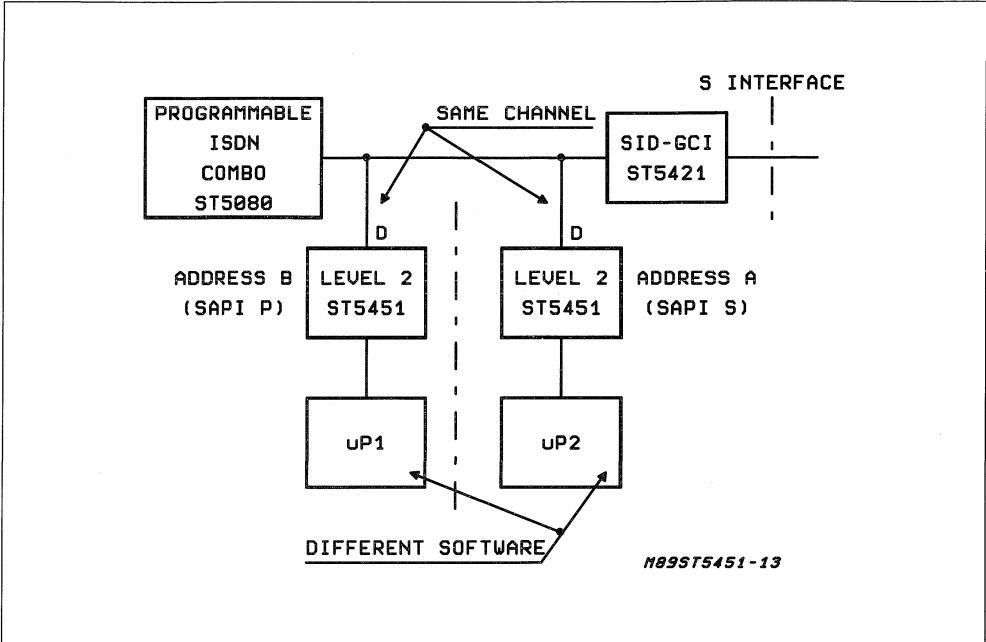 S INTERFACE
PROGRAMMABLE
ISDN
COMBO
ST5080
SAME CHANNEL
SID-GCI
ST5421
D
D
ADDRESS B
(SAPI P)
LEVEL 2
ST5451
LEVEL 2
ST5451
ADDRESS A
(SAPI S)
uP1
uP2
DIFFERENT SOFTWARE
M89ST5451-13